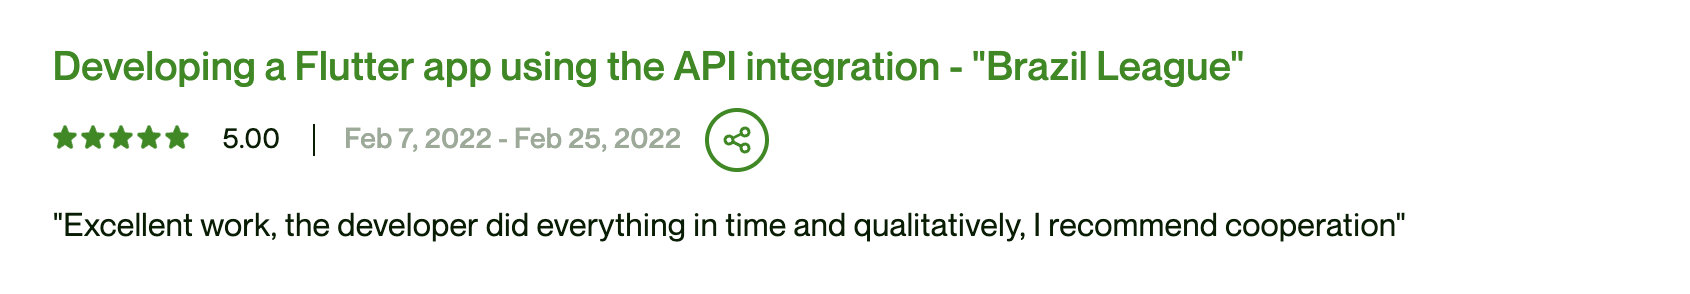 Developing a Flutter app using the API integration - "Brazil League"
5.00 | Feb 7, 2022 - Feb 25, 2022
"Excellent work, the developer did everything in time and qualitatively, I recommend cooperation"